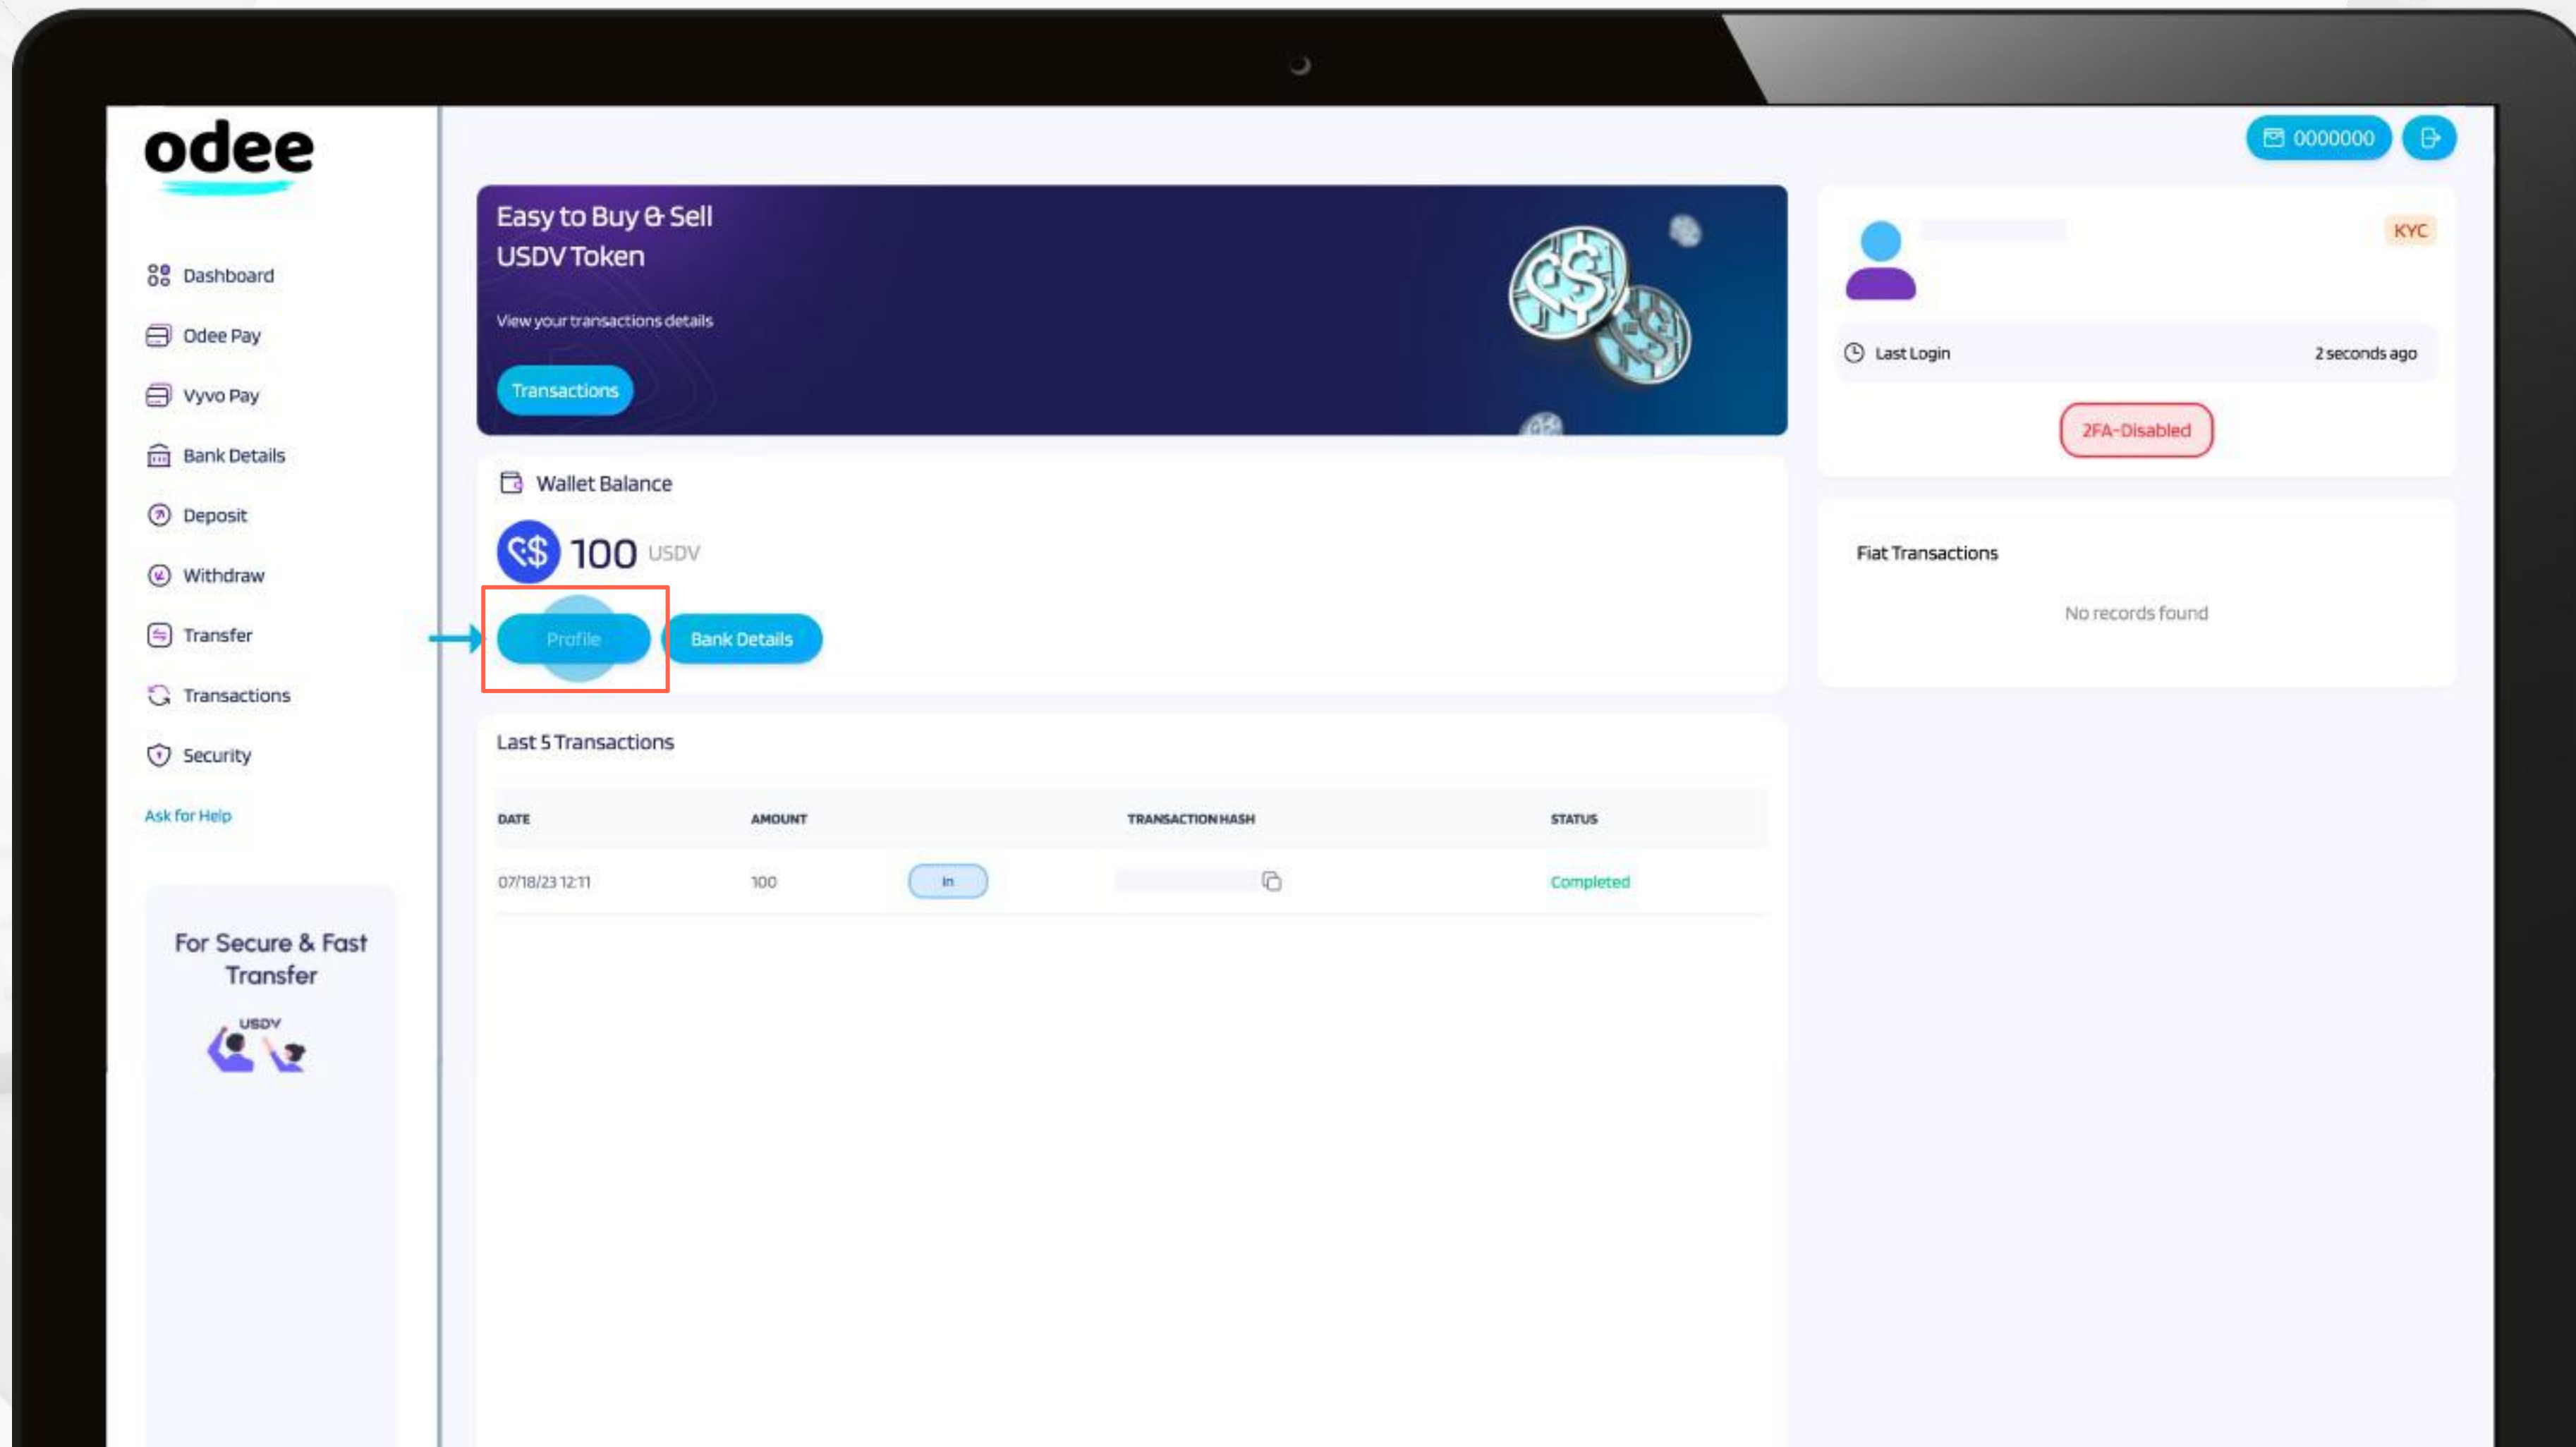 odee
0000000
Dashboard
Odee Pay
Vyvo Pay
Bank Details
Deposit
Withdraw
Transfer
Transactions
Security
Ask for Help
For Secure & Fast
Transfer
USDV
Easy to Buy & Sell
USDV Token
View your transactions details
Transactions
Wallet Balance
100 USDV
Profile
Bank Details
Last 5 Transactions
DATE AMOUNT TRANSACTION HASH STATUS
07/18/23 12:11 100 In Completed
KYC
Last Login 2 seconds ago
2FA-Disabled
Fiat Transactions
No records found